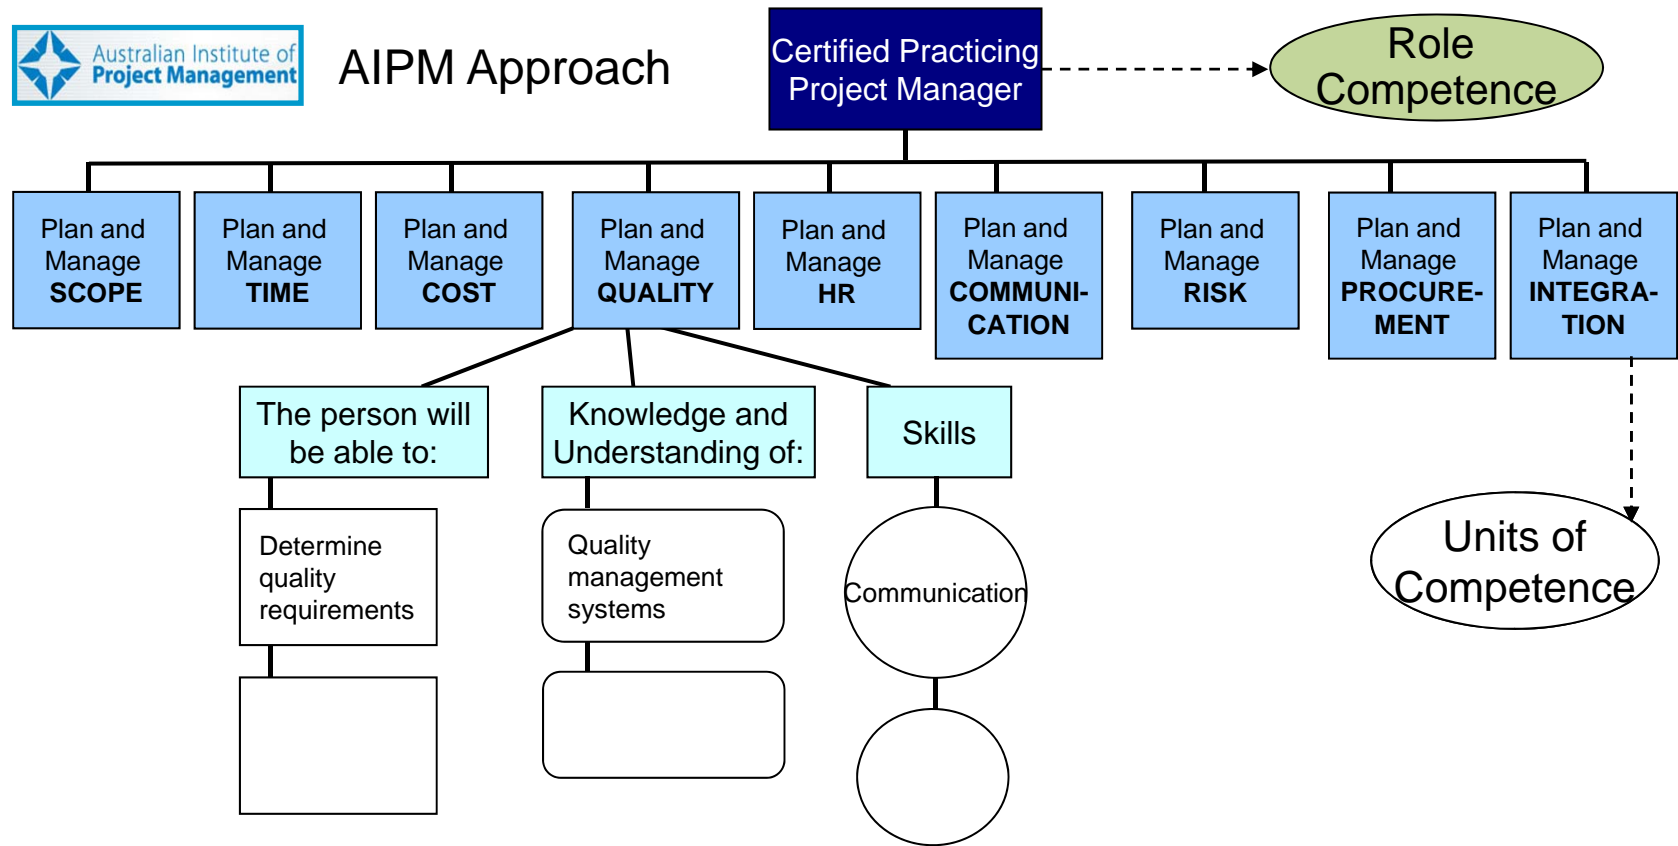 Australian Institute of
Project Management
AIPM Approach
Certified Practicing
Project Manager
Role
Competence
Plan and
Manage
SCOPE
Plan and
Manage
TIME
Plan and
Manage
COST
Plan and
Manage
QUALITY
Plan and
Manage
HR
Plan and
Manage
COMMUNI-
CATION
Plan and
Manage
RISK
Plan and
Manage
PROCURE-
MENT
Plan and
Manage
INTEGRA-
TION
The person will
be able to:
Knowledge and
Understanding of:
Skills
Determine
quality
requirements
Quality
management
systems
Communication
Units of
Competence